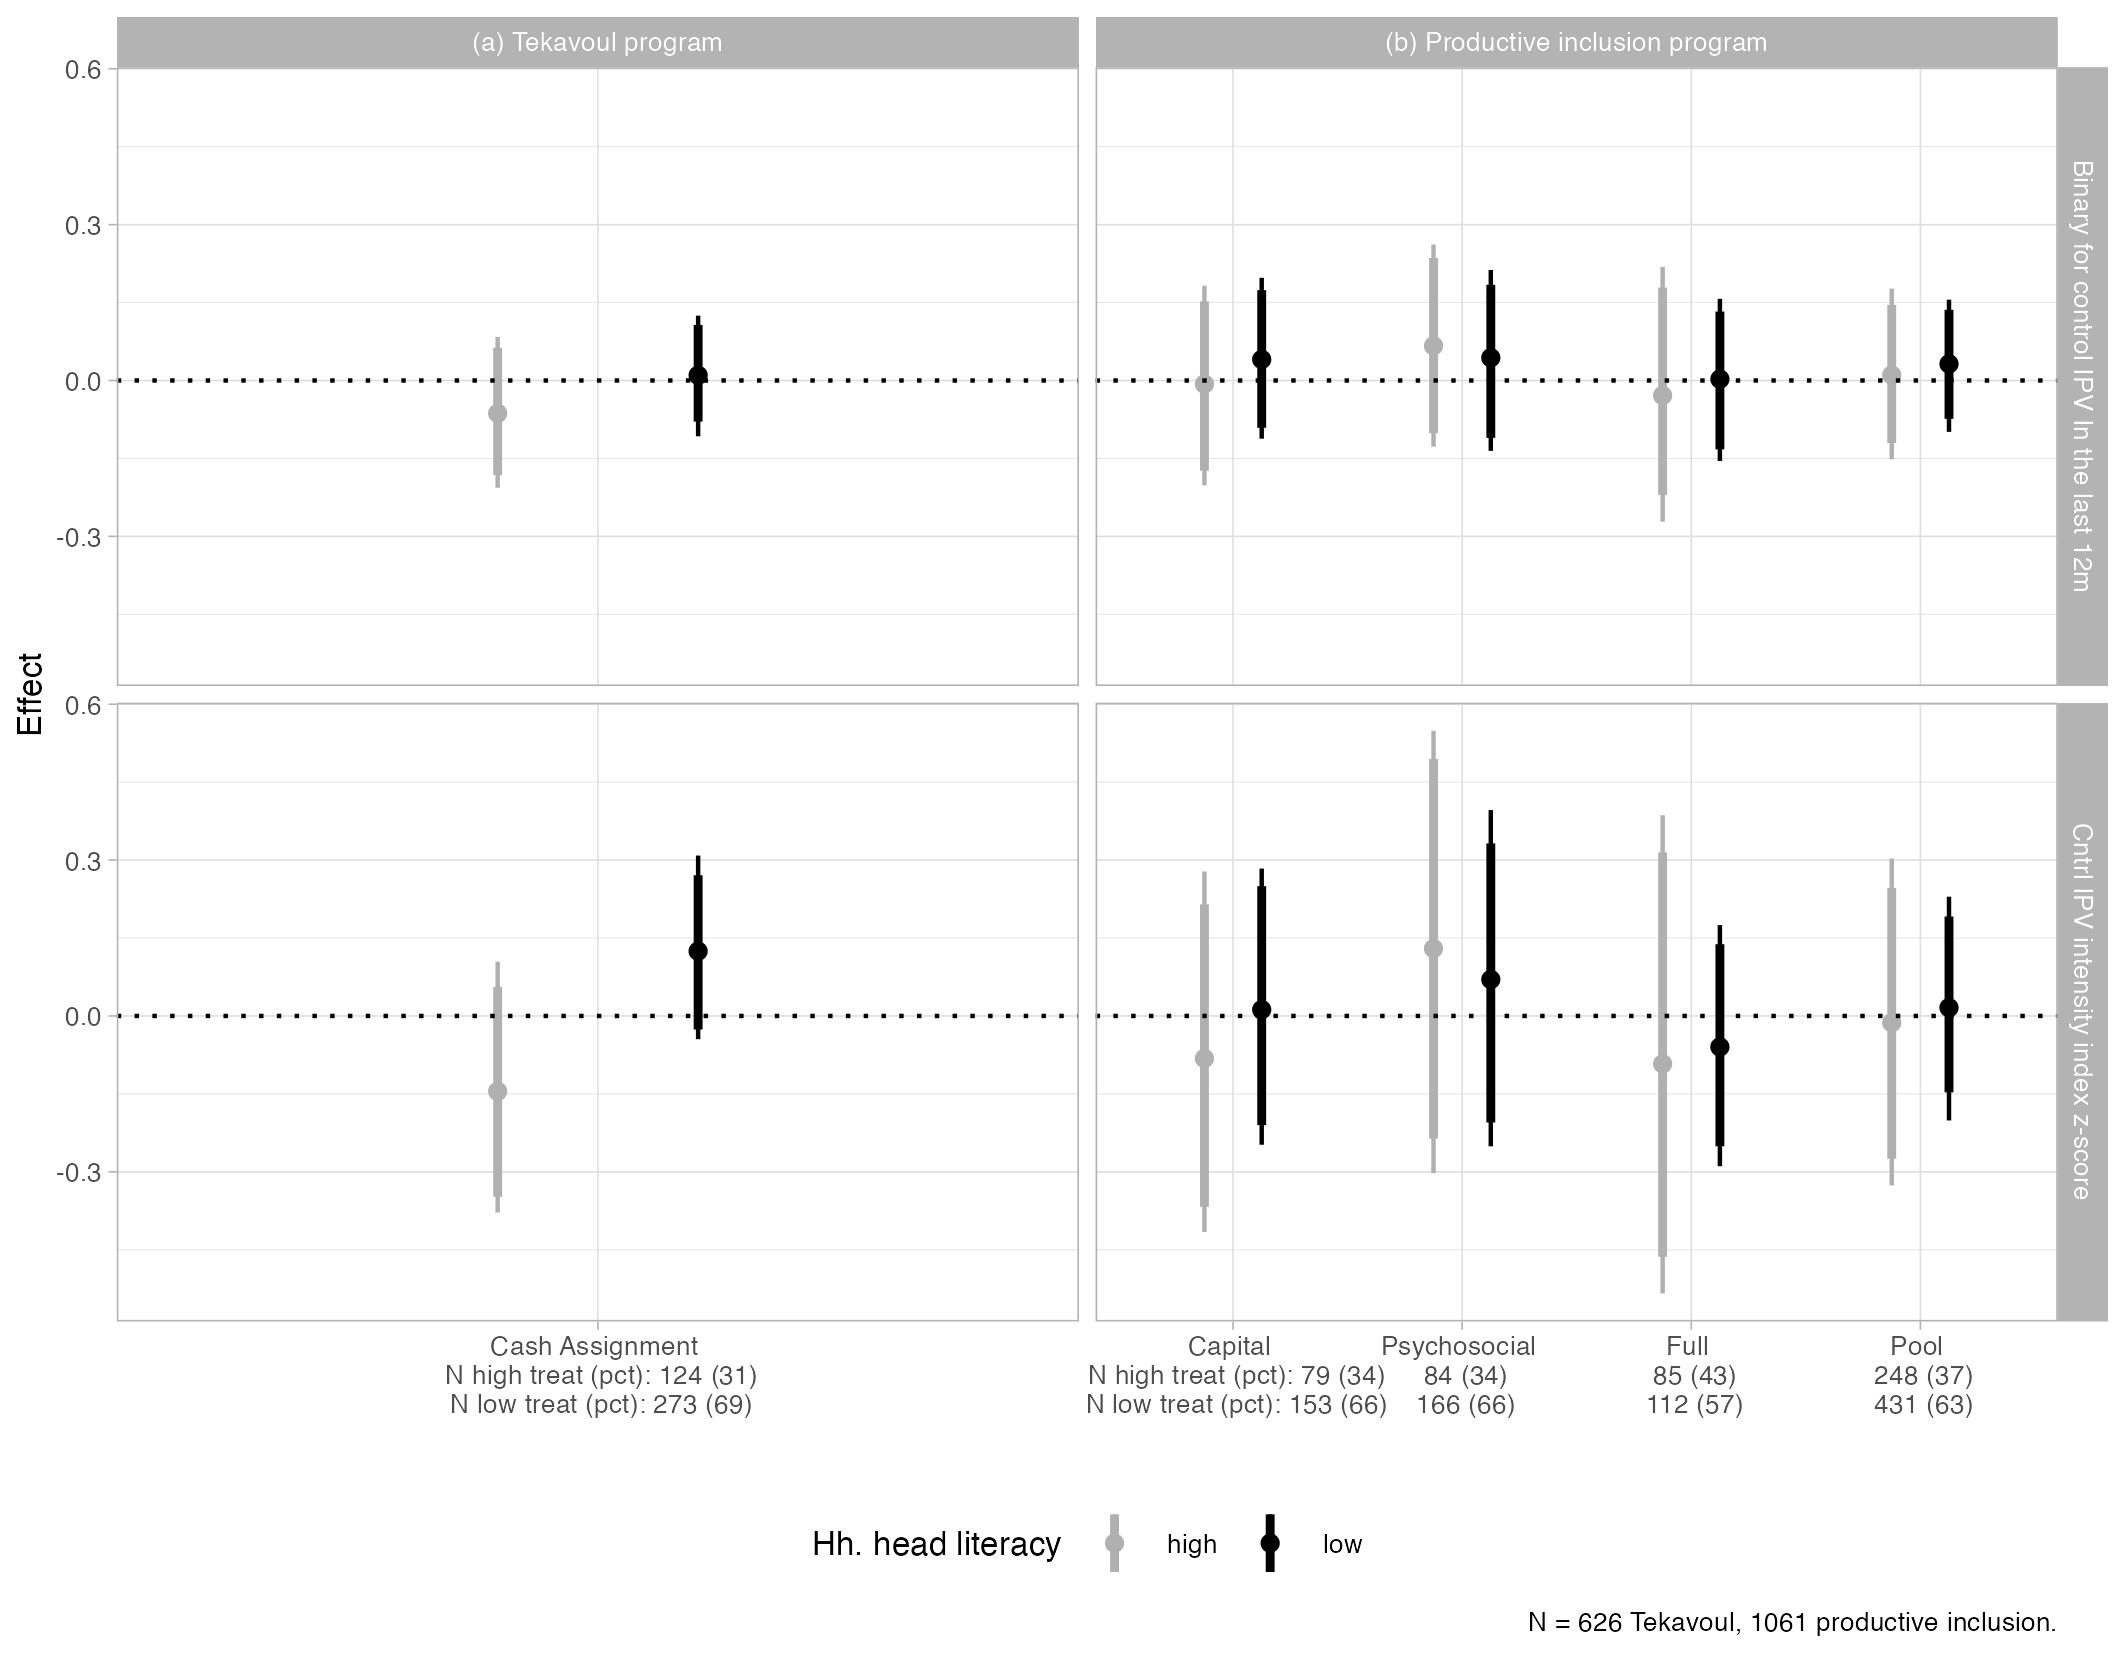 (a) Tekavoul program
(b) Productive inclusion program
0.6
0.3
0.0
-0.3
Binary for control IPV In the last 12m
Effect
0.6
0.3
0.0
-0.3
Cntrl IPV intensity index z-score
Cash Assignment
N high treat (pct): 124 (31)
N low treat (pct): 273 (69)
Capital
N high treat (pct): 79 (34)
N low treat (pct): 153 (66)
Psychosocial
84 (34)
166 (66)
Full
85 (43)
112 (57)
Pool
248 (37)
431 (63)
Hh. head literacy
high
low
N = 626 Tekavoul, 1061 productive inclusion.